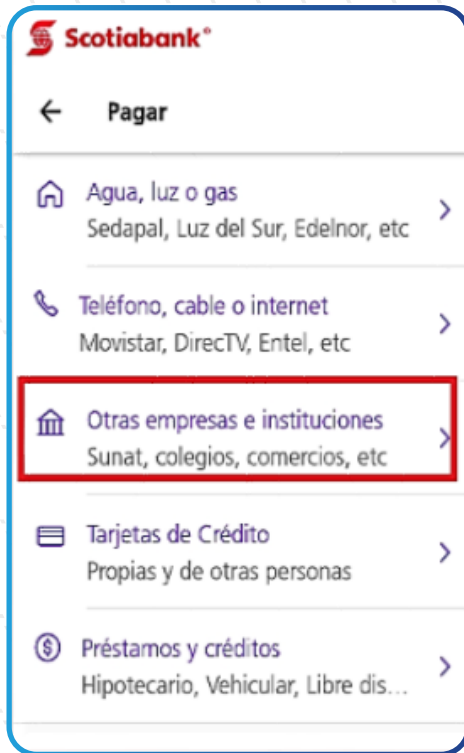 Scotiabank®
Pagar
Agua, luz o gas
Sedapal, Luz del Sur, Edelnor, etc
Teléfono, cable o internet
Movistar, DirecTV, Entel, etc
Otras empresas e instituciones
Sunat, colegios, comercios, etc
Tarjetas de Crédito
Propias y de otras personas
Préstamos y créditos
Hipotecario, Vehicular, Libre dis...